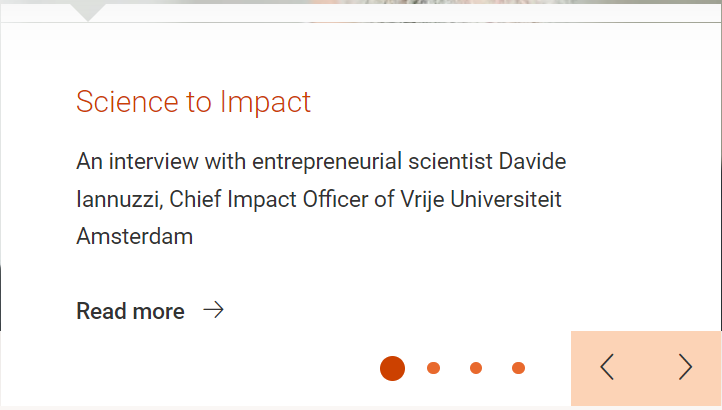 Science to Impact
An interview with entrepreneurial scientist Davide
Iannuzzi, Chief Impact Officer of Vrije Universiteit
Amsterdam
Read more